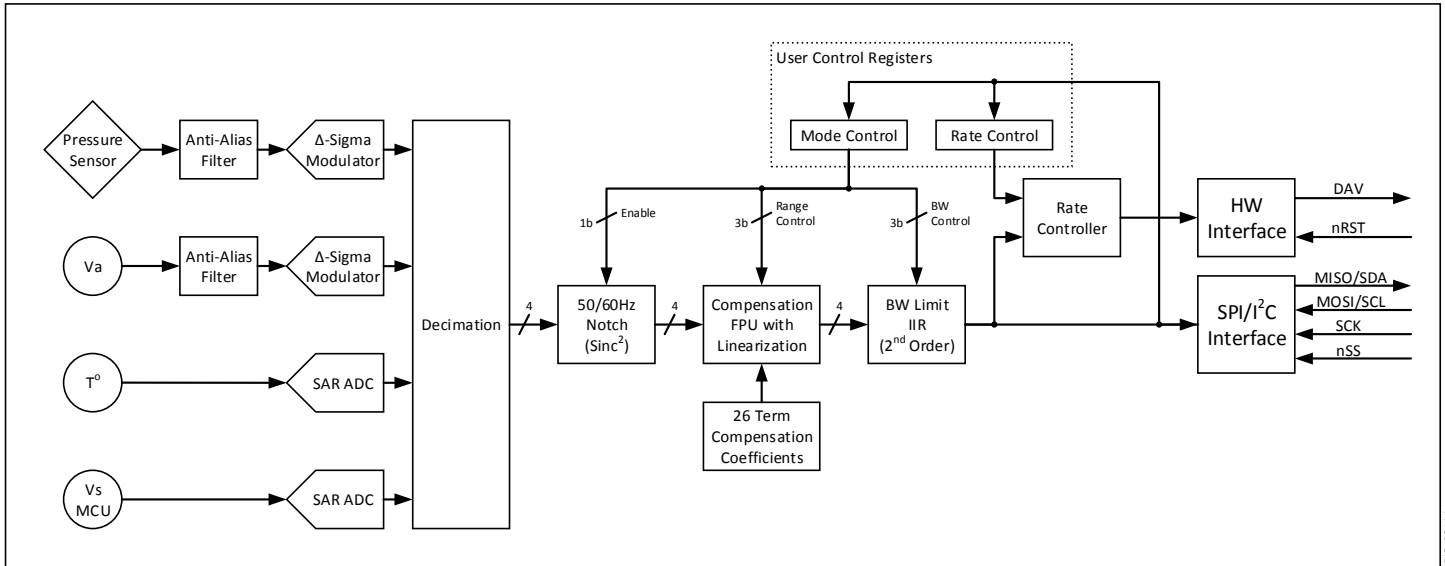 User Control Registers
Mode Control
Rate Control
Pressure
Sensor
Anti-Alias
Filter
Δ-Sigma
Modulator
Va
Anti-Alias
Filter
Δ-Sigma
Modulator
T°
SAR ADC
Vs
MCU
SAR ADC
Decimation
4
1b
Enable
50/60Hz
Notch
(Sinc²)
4
3b
Range
Control
Compensation
FPU with
Linearization
26 Term
Compensation
Coefficients
4
3b
BW
Control
BW Limit
IIR
(2nd Order)
Rate
Controller
HW
Interface
DAV
nRST
SPI/I²C
Interface
MISO/SDA
MOSI/SCL
SCK
nSS